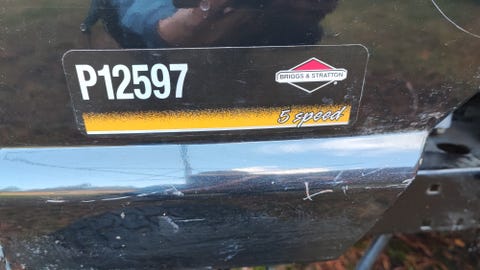 P12597
BRIGGS & STRATTON
5 speed